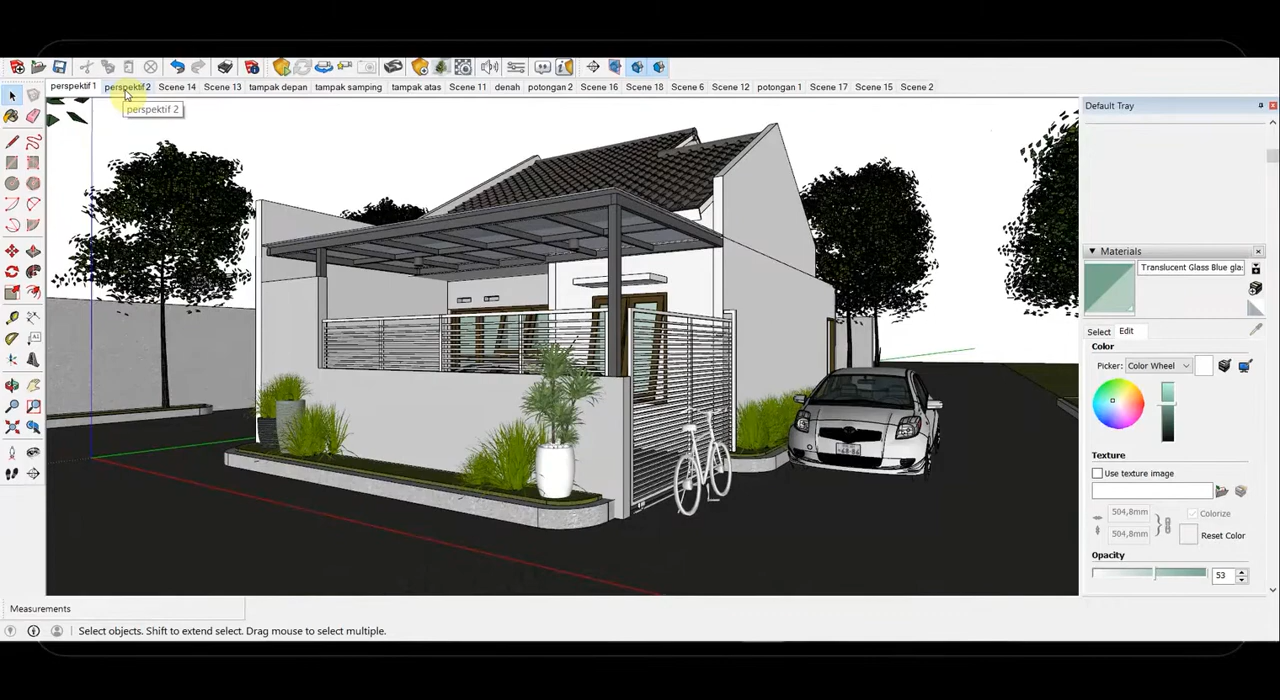 perspektif 1 perspektif 2 Scene 14 Scene 13 tampak depan tampak samping tampak atas Scene 11 denah potongan 2 Scene 16 Scene 18 Scene 6 Scene 12 potongan 1 Scene 17 Scene 15 Scene 2
perspektif 2
Default Tray
Materials
Translucent Glass Blue glas
Select Edit
Color
Picker: Color Wheel
Texture
Use texture image
504,8mm Colorize
504,8mm Reset Color
Opacity
53
Measurements
Select objects. Shift to extend select. Drag mouse to select multiple.